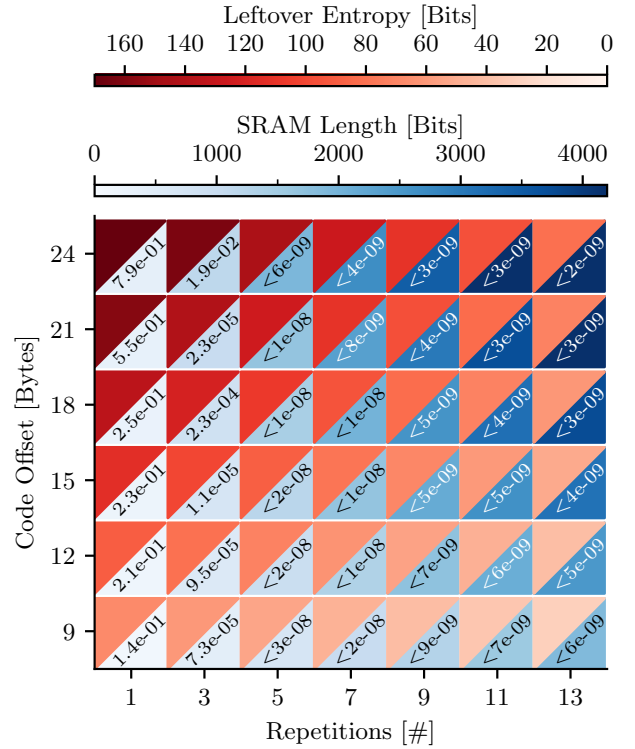 Leftover Entropy [Bits]
160 140 120 100 80 60 40 20 0
SRAM Length [Bits]
0 1000 2000 3000 4000
Code Offset [Bytes]
24 7.9e-01 1.9e-02 <6e-09 <4e-09 <3e-09 <3e-09 <2e-09
21 5.5e-01 2.3e-05 <1e-08 <8e-09 <4e-09 <3e-09 <3e-09
18 2.5e-01 2.3e-04 <1e-08 <1e-08 <5e-09 <4e-09 <3e-09
15 2.3e-01 1.1e-05 <2e-08 <1e-08 <5e-09 <5e-09 <4e-09
12 2.1e-01 9.5e-05 <2e-08 <1e-08 <7e-09 <6e-09 <5e-09
9 1.4e-01 7.3e-05 <3e-08 <2e-08 <9e-09 <7e-09 <6e-09
1 3 5 7 9 11 13
Repetitions [#]